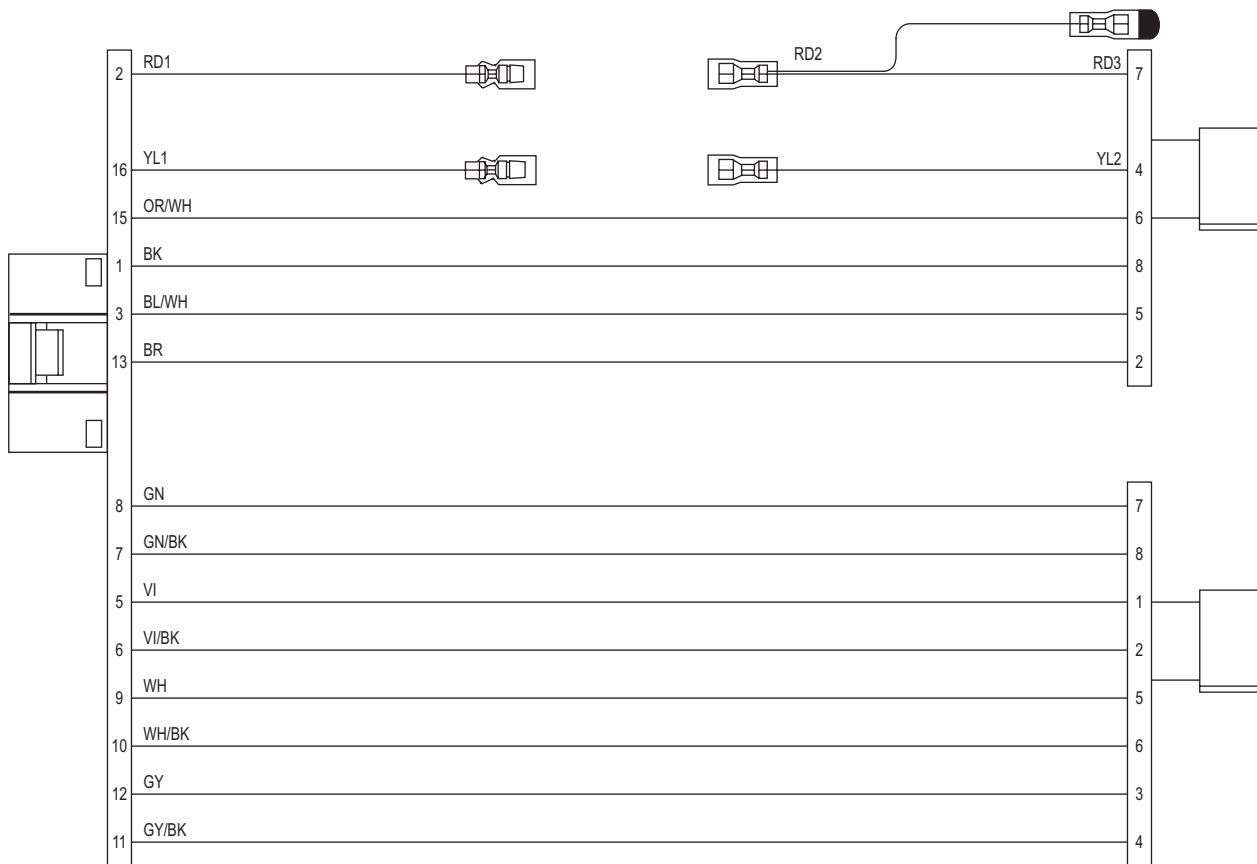 RD2
2 RD1 RD3 7
16 YL1 YL2 4
15 OR/WH 6
1 BK 8
3 BL/WH 5
13 BR 2
8 GN 7
7 GN/BK 8
5 VI 1
6 VI/BK 2
9 WH 5
10 WH/BK 6
12 GY 3
11 GY/BK 4